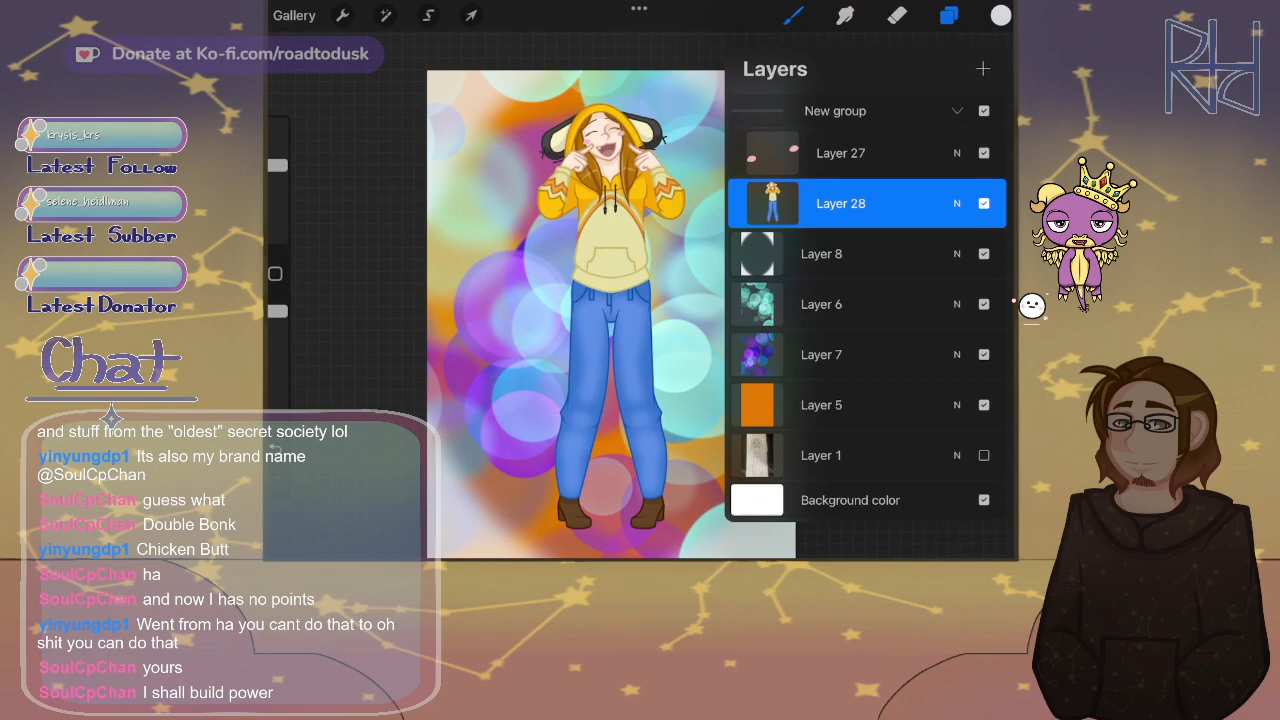 Gallery
Donate at Ko-fi.com/roadtodusk
krysis_krs
Latest Follow
selene_heidlman
Latest Subber
Latest Donator
Chat
and stuff from the "oldest" secret society lol
yinyungdp1 Its also my brand name
@SoulCpChan
SoulCpChan guess what
SoulCpChan Double Bonk
yinyungdp1 Chicken Butt
SoulCpChan ha
SoulCpChan and now I has no points
yinyungdp1 Went from ha you cant do that to oh
shit you can do that
SoulCpChan yours
SoulCpChan I shall build power
Layers
New group
Layer 27 N
Layer 28 N
Layer 8 N
Layer 6 N
Layer 7 N
Layer 5 N
Layer 1 N
Background color